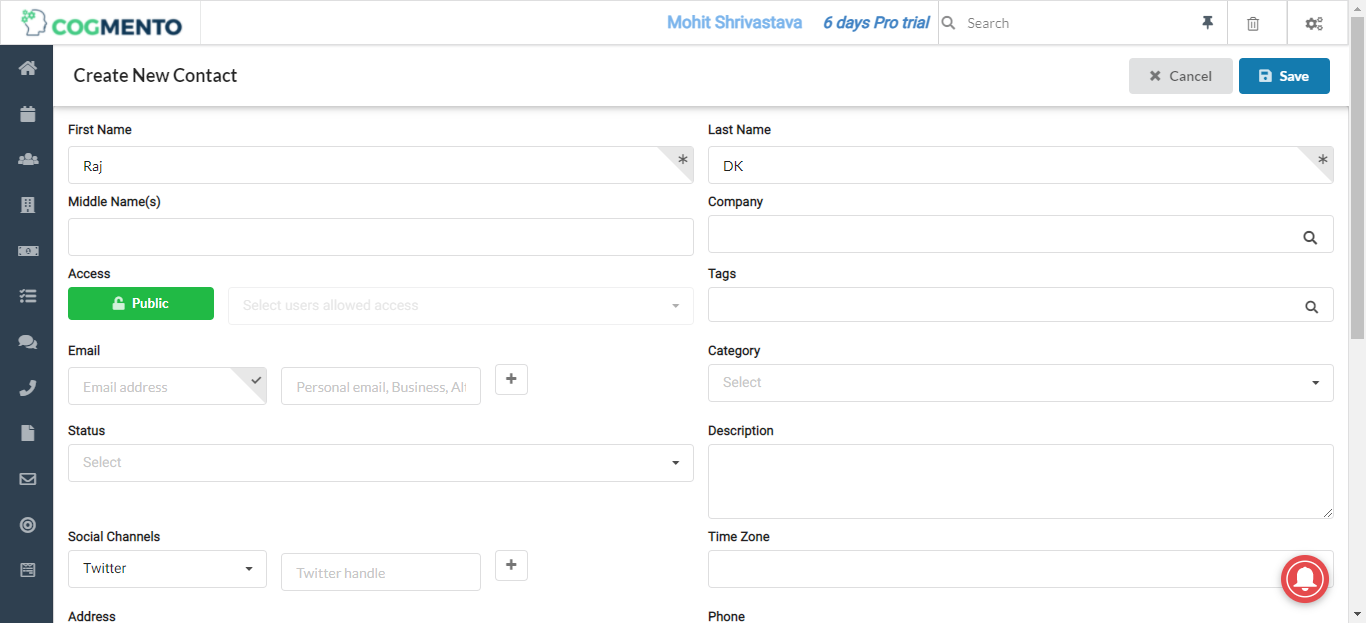 COGMENTO
Mohit Shrivastava 6 days Pro trial Search
Create New Contact
Cancel Save
First Name Last Name
Raj * DK *
Middle Name(s) Company
Access Tags
Public Select users allowed access
Email Category
Email address Personal email, Business, Alt Select
Status Description
Select
Social Channels Time Zone
Twitter Twitter handle
Address Phone